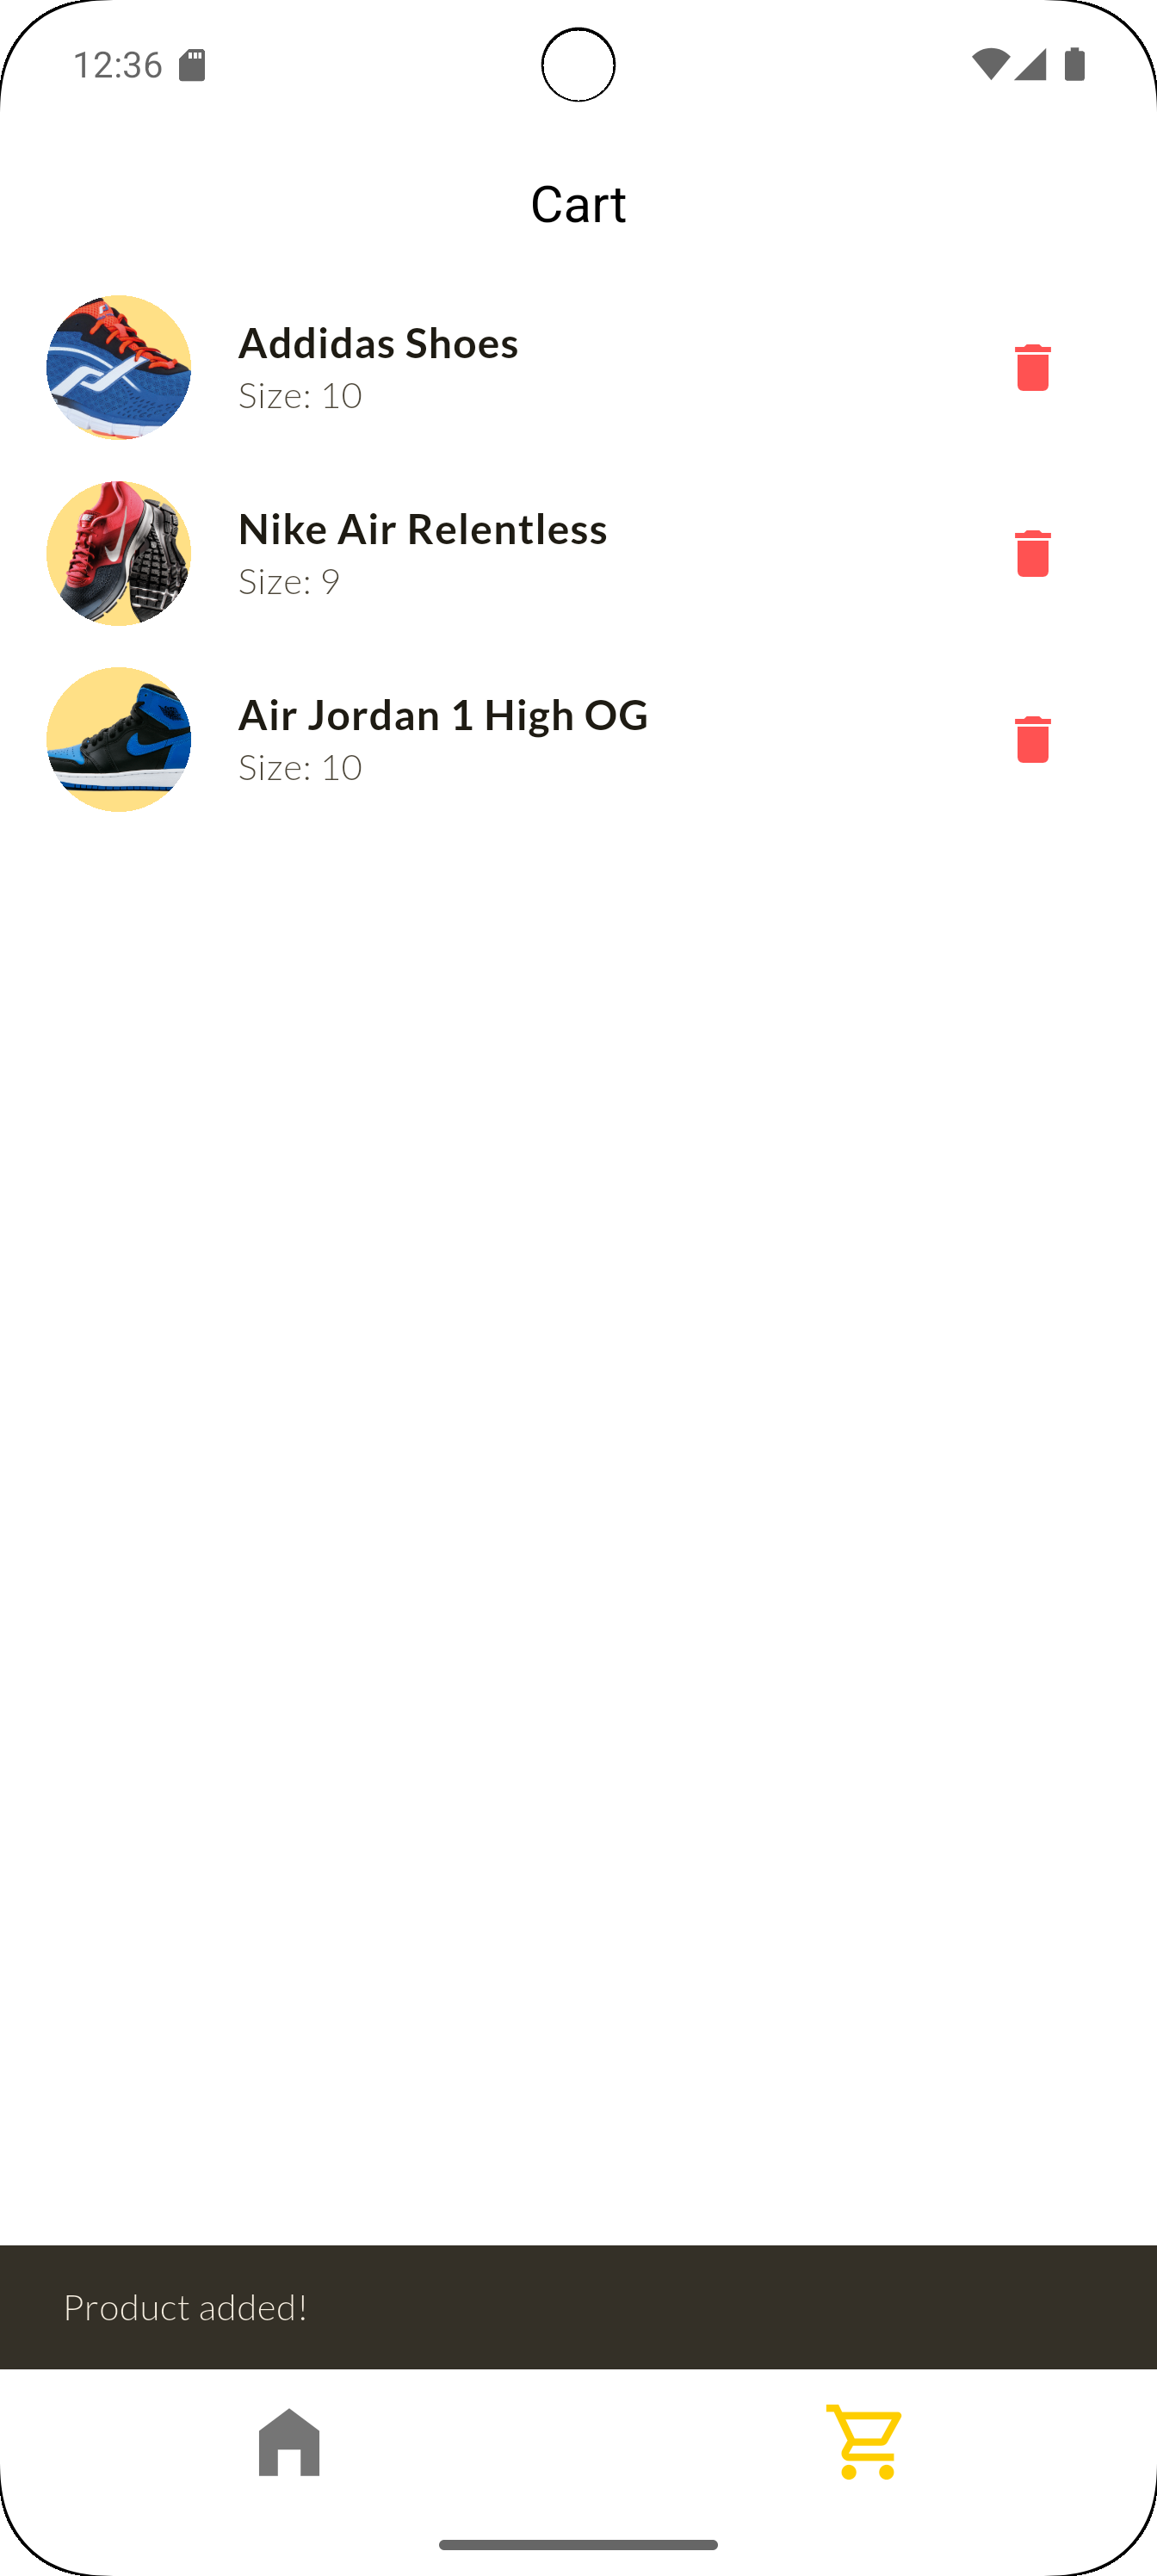 12:36
Cart
Addidas Shoes
Size: 10
Nike Air Relentless
Size: 9
Air Jordan 1 High OG
Size: 10
Product added!